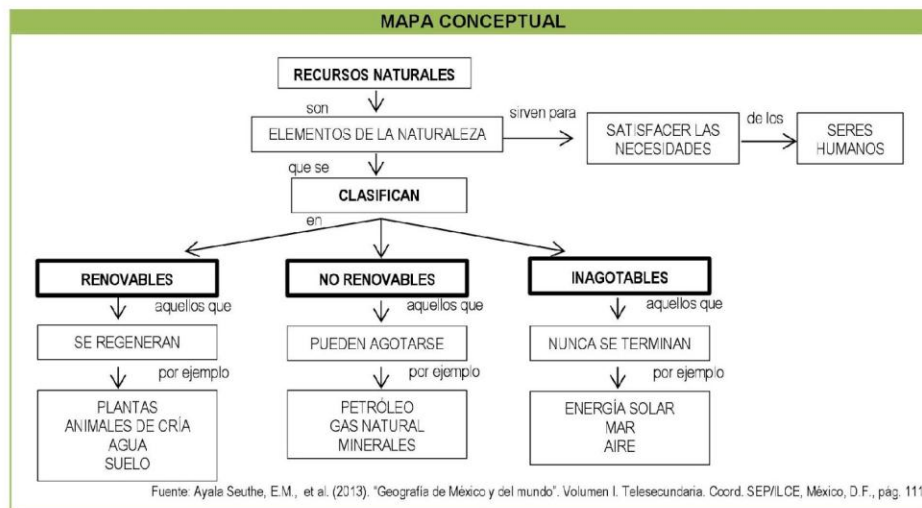 MAPA CONCEPTUAL
RECURSOS NATURALES
son
ELEMENTOS DE LA NATURALEZA
sirven para
SATISFACER LAS
NECESIDADES
de los
SERES
HUMANOS
que se
CLASIFICAN
en
RENOVABLES
aquellos que
SE REGENERAN
por ejemplo
PLANTAS
ANIMALES DE CRÍA
AGUA
SUELO
NO RENOVABLES
aquellos que
PUEDEN AGOTARSE
por ejemplo
PETRÓLEO
GAS NATURAL
MINERALES
INAGOTABLES
aquellos que
NUNCA SE TERMINAN
por ejemplo
ENERGÍA SOLAR
MAR
AIRE
Fuente: Ayala Seuthe, E.M., et al. (2013). "Geografía de México y del mundo". Volumen I. Telesecundaria. Coord. SEP/ILCE, México, D.F., pág. 111